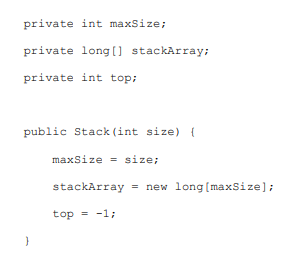 private int maxSize;
private long[] stackArray;
private int top;
public Stack(int size) {
maxSize = size;
stackArray = new long[maxSize];
top = -1;
}